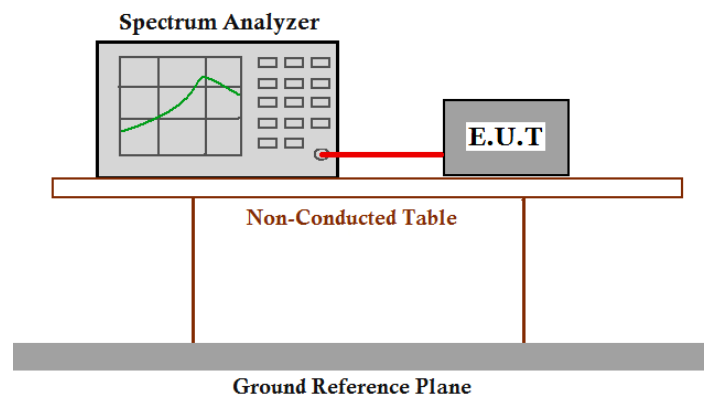 Spectrum Analyzer
E.U.T
Non-Conducted Table
Ground Reference Plane